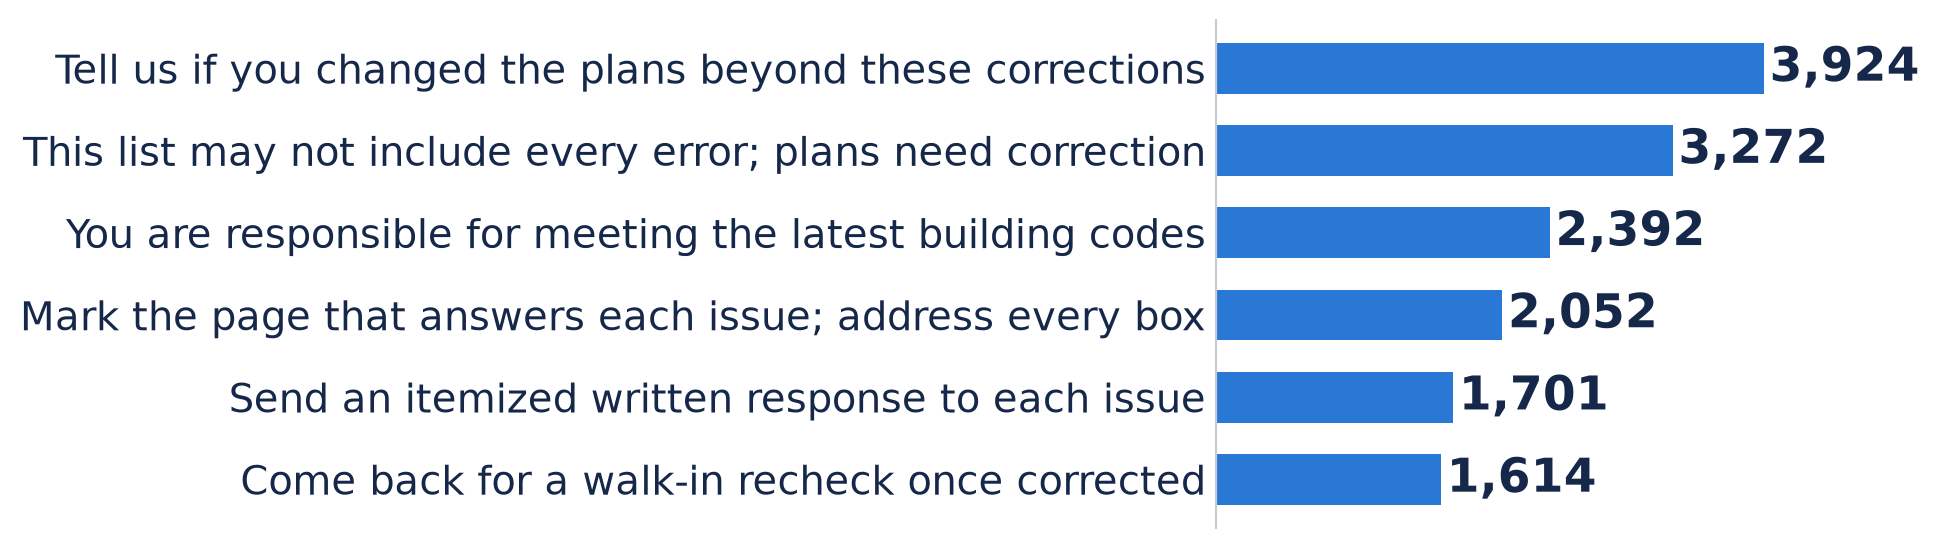 Tell us if you changed the plans beyond these corrections 3,924
This list may not include every error; plans need correction 3,272
You are responsible for meeting the latest building codes 2,392
Mark the page that answers each issue; address every box 2,052
Send an itemized written response to each issue 1,701
Come back for a walk-in recheck once corrected 1,614